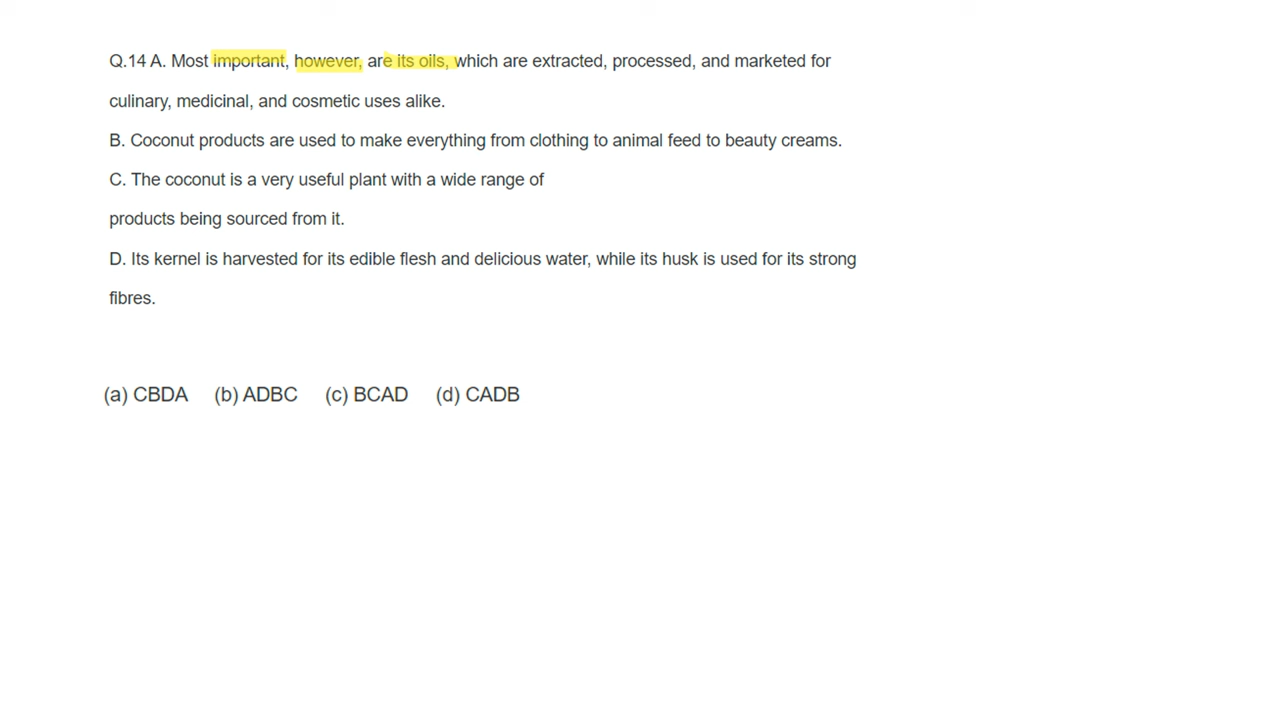 Q.14 A. Most important, however, are its oils, which are extracted, processed, and marketed for
culinary, medicinal, and cosmetic uses alike.
B. Coconut products are used to make everything from clothing to animal feed to beauty creams.
C. The coconut is a very useful plant with a wide range of
products being sourced from it.
D. Its kernel is harvested for its edible flesh and delicious water, while its husk is used for its strong
fibres.
(a) CBDA (b) ADBC (c) BCAD (d) CADB